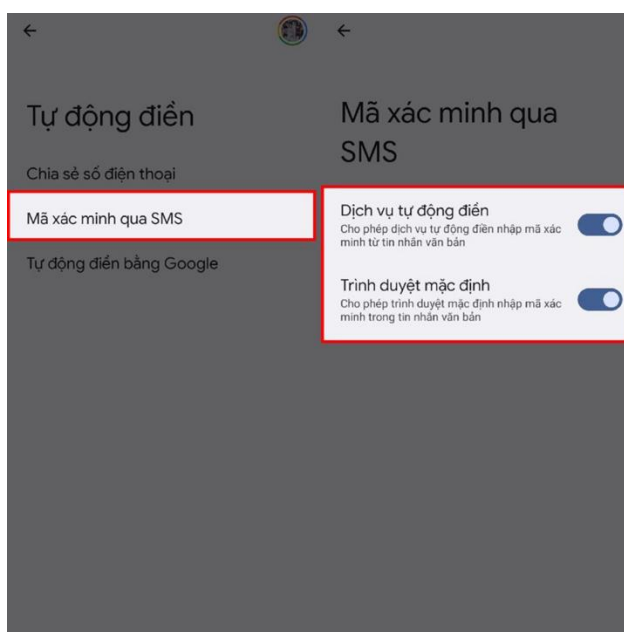 Tự động điền
Chia sẻ số điện thoại
Mã xác minh qua SMS
Tự động điền bằng Google
Mã xác minh qua
SMS
Dịch vụ tự động điền
Cho phép dịch vụ tự động điền nhập mã xác
minh từ tin nhắn văn bản
Trình duyệt mặc định
Cho phép trình duyệt mặc định nhập mã xác
minh trong tin nhắn văn bản